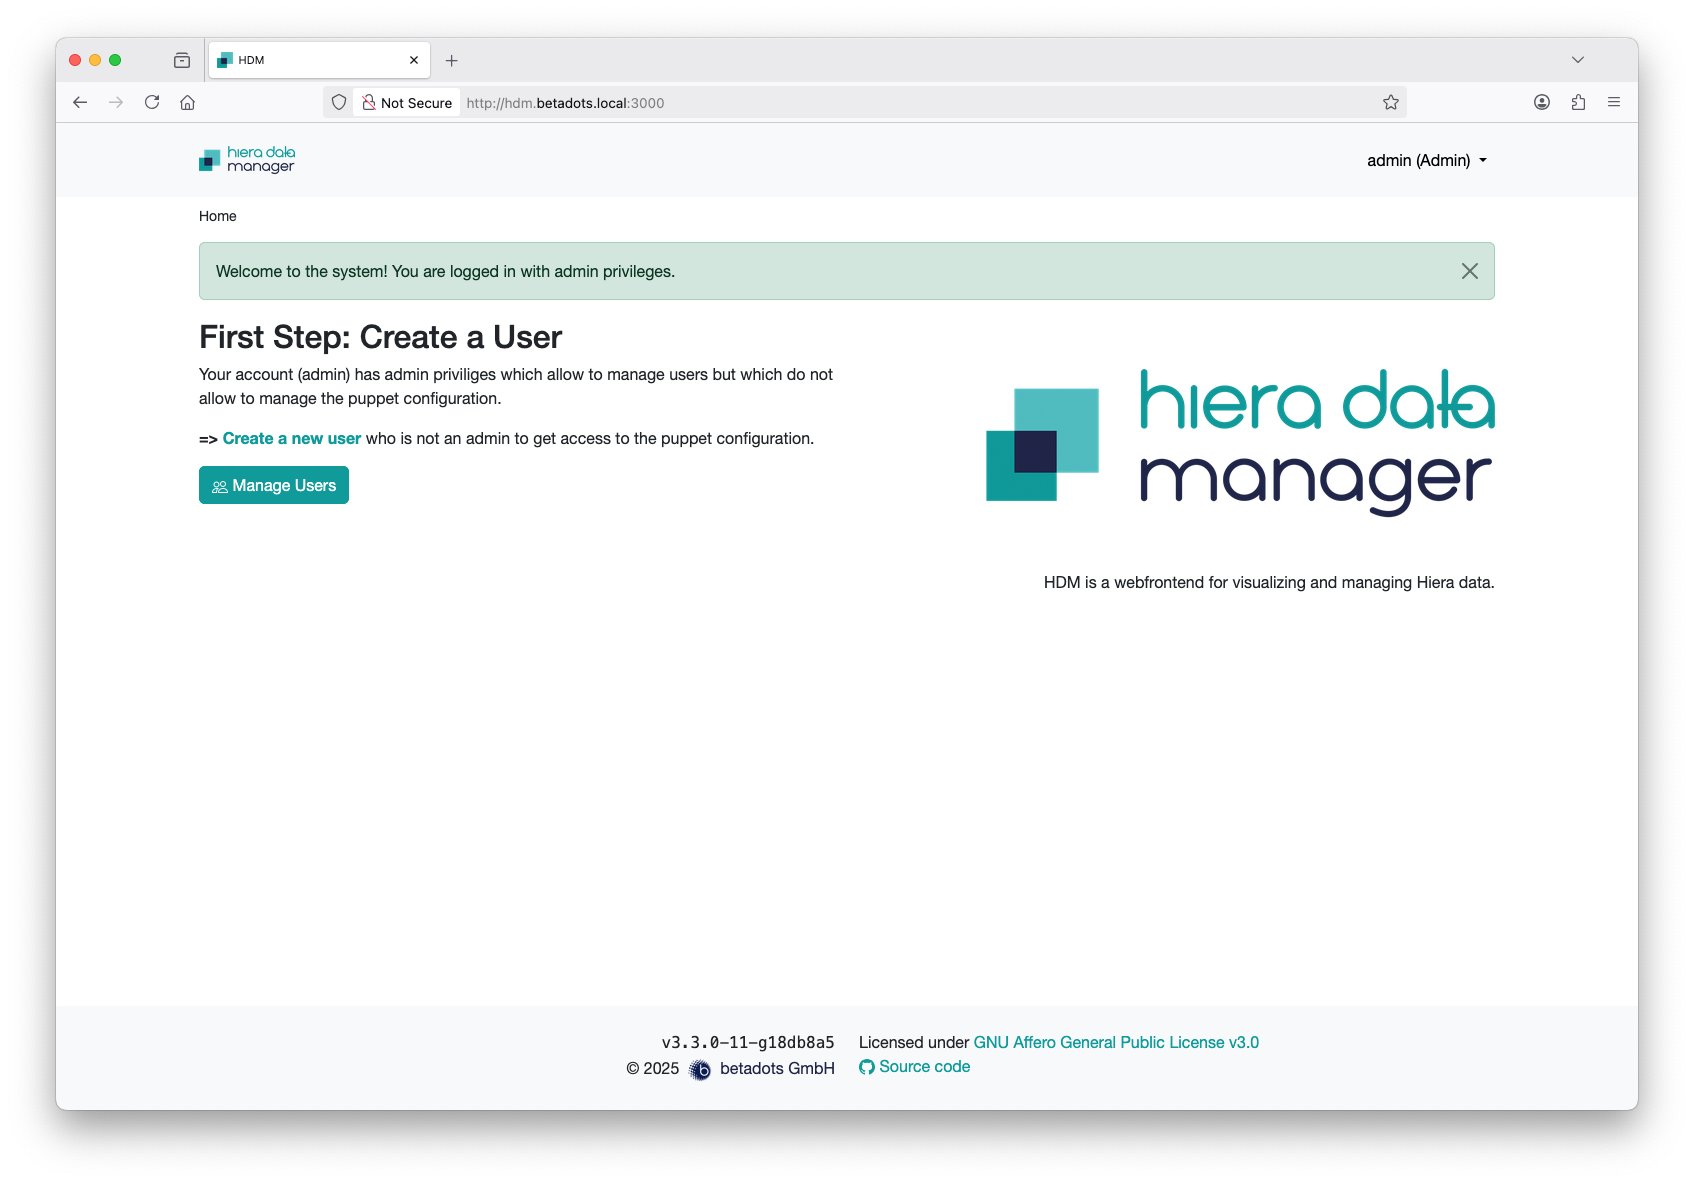 HDM
Not Secure http://hdm.betadots.local:3000
hiera data
manager
admin (Admin)
Home
Welcome to the system! You are logged in with admin privileges.
First Step: Create a User
Your account (admin) has admin priviliges which allow to manage users but which do not
allow to manage the puppet configuration.
=> Create a new user who is not an admin to get access to the puppet configuration.
Manage Users
hiera data
manager
HDM is a webfrontend for visualizing and managing Hiera data.
v3.3.0-11-g18db8a5
© 2025 b betadots GmbH
Licensed under GNU Affero General Public License v3.0
Source code